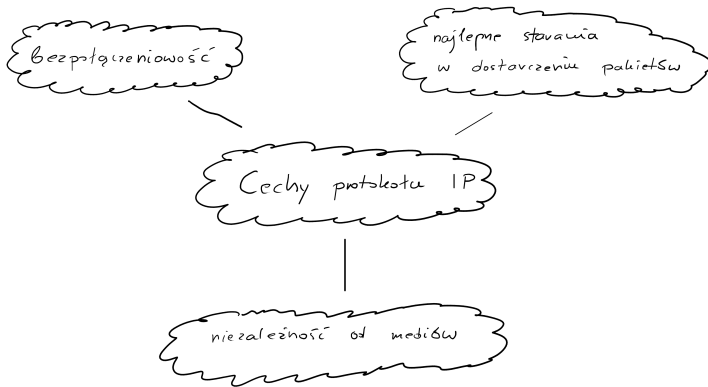 Bezpołączeniowość
najlepsze starania
w dostarczeniu pakietów
Cechy protokołu IP
niezależność od mediów